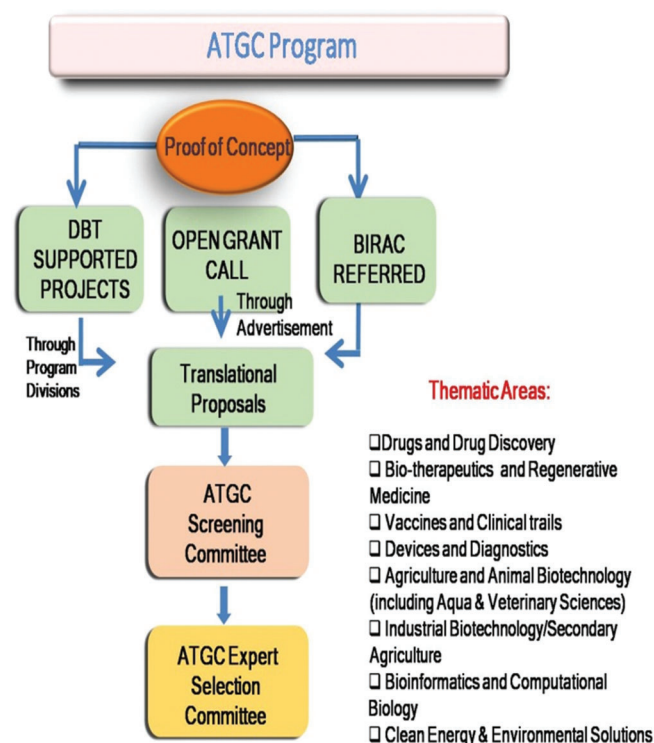 ATGC Program
Proof of Concept
DBT
SUPPORTED
PROJECTS
OPEN GRANT
CALL
BIRAC
REFERRED
Through
Program
Divisions
Through
Advertisement
Translational
Proposals
ATGC
Screening
Committee
ATGC Expert
Selection
Committee
Thematic Areas:
❑Drugs and Drug Discovery
❑ Bio-therapeutics and Regenerative
Medicine
❑ Vaccines and Clinical trails
❑ Devices and Diagnostics
❑ Agriculture and Animal Biotechnology
(including Aqua & Veterinary Sciences)
❑ Industrial Biotechnology/Secondary
Agriculture
❑ Bioinformatics and Computational
Biology
❑ Clean Energy & Environmental Solutions